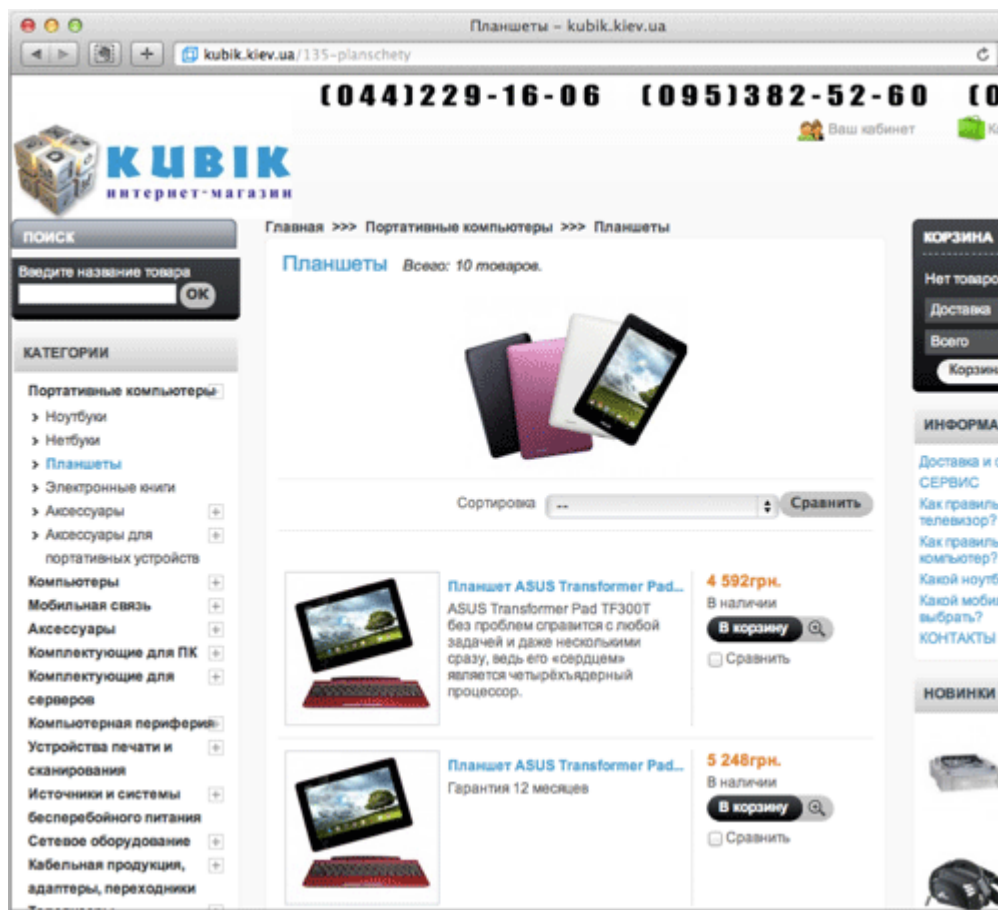 Планшеты – kubik.kiev.ua
kubik.kiev.ua/135-planschety
(044)229-16-06 (095)382-52-60 (0
Ваш кабинет
KUBIK
интернет-магазин
ПОИСК
Введите название товара
OK
КАТЕГОРИИ
Портативные компьютеры
Ноутбуки
Нетбуки
Планшеты
Электронные книги
Аксессуары
Аксессуары для
портативных устройств
Компьютеры
Мобильная связь
Аксессуары
Комплектующие для ПК
Комплектующие для
серверов
Компьютерная периферия
Устройства печати и
сканирования
Источники и системы
бесперебойного питания
Сетевое оборудование
Кабельная продукция,
адаптеры, переходники
Главная >>> Портативные компьютеры >>> Планшеты
Планшеты Всего: 10 товаров.
Сортировка -- Сравнить
Планшет ASUS Transformer Pad...
ASUS Transformer Pad TF300T
без проблем справится с любой
задачей и даже несколькими
сразу, ведь его «сердцем»
является четырёхъядерный
процессор.
4 592грн.
В наличии
В корзину
Сравнить
Планшет ASUS Transformer Pad...
Гарантия 12 месяцев
5 248грн.
В наличии
В корзину
Сравнить
КОРЗИНА
Нет товаро
Доставка
Всего
Корзин
ИНФОРМА
Доставка и
СЕРВИС
Как правиль
телевизор?
Как правиль
компьютер?
Какой ноутб
Какой моби
выбрать?
КОНТАКТЫ
НОВИНКИ